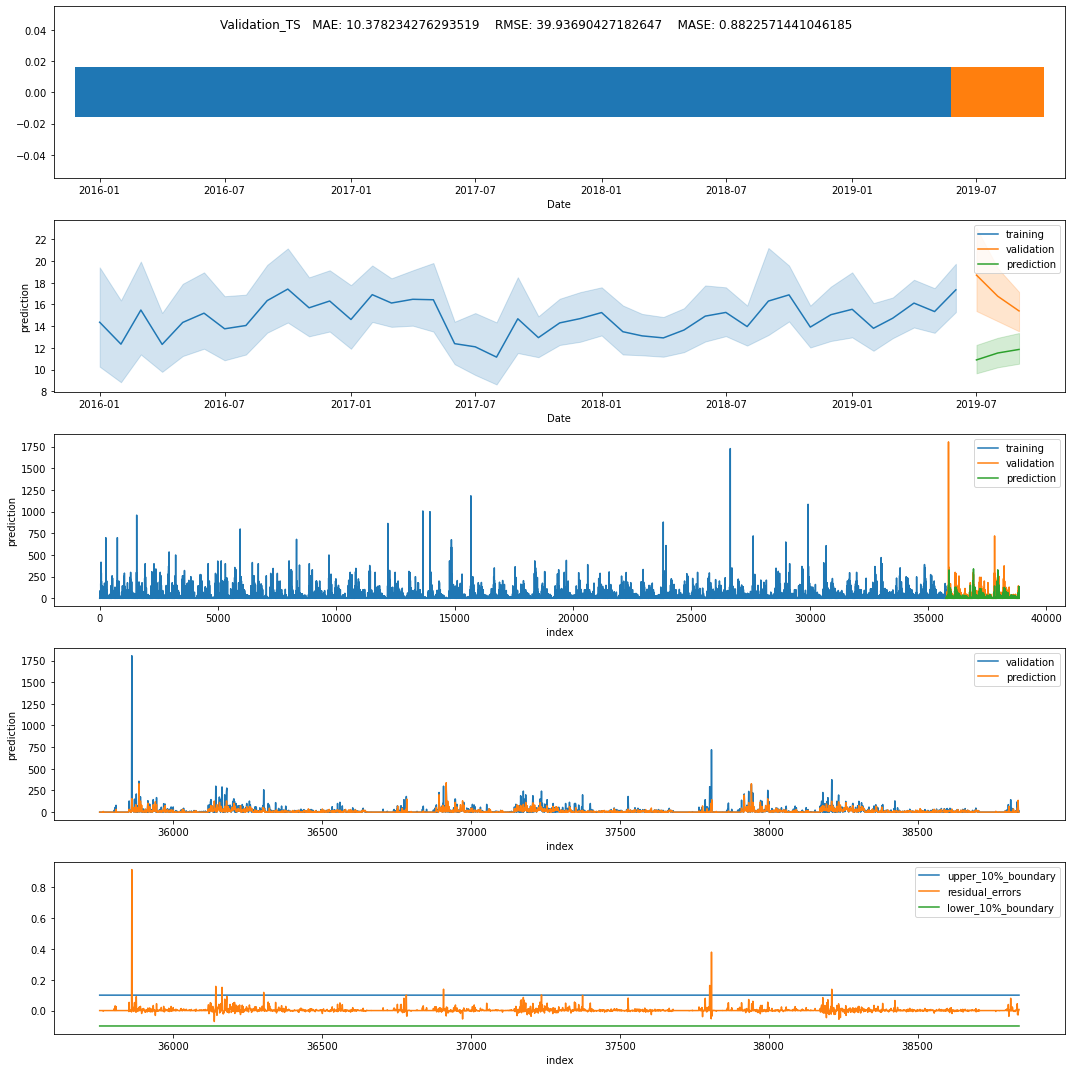 Validation_TS   MAE: 10.378234276293519    RMSE: 39.93690427182647    MASE: 0.8822571441046185
0.04
0.02
0.00
−0.02
−0.04
2016-01 2016-07 2017-01 2017-07 2018-01 2018-07 2019-01 2019-07
Date
training
validation
prediction
prediction
22
20
18
16
14
12
10
8
2016-01 2016-07 2017-01 2017-07 2018-01 2018-07 2019-01 2019-07
Date
training
validation
prediction
prediction
1750
1500
1250
1000
750
500
250
0
0 5000 10000 15000 20000 25000 30000 35000 40000
index
validation
prediction
prediction
1750
1500
1250
1000
750
500
250
0
36000 36500 37000 37500 38000 38500
index
upper_10%_boundary
residual_errors
lower_10%_boundary
0.8
0.6
0.4
0.2
0.0
36000 36500 37000 37500 38000 38500
index